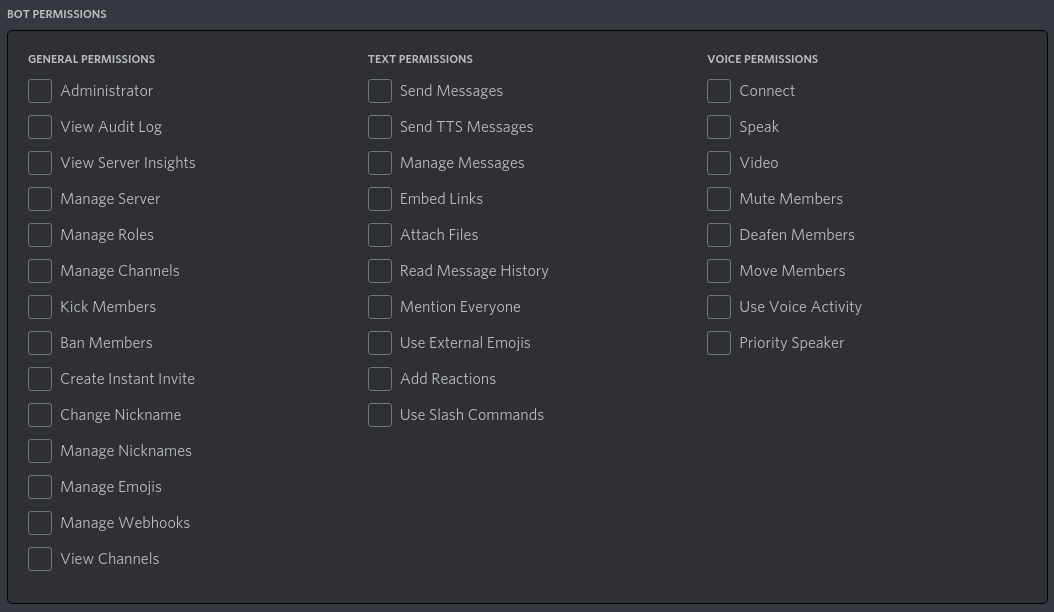 BOT PERMISSIONS
GENERAL PERMISSIONS
Administrator
View Audit Log
View Server Insights
Manage Server
Manage Roles
Manage Channels
Kick Members
Ban Members
Create Instant Invite
Change Nickname
Manage Nicknames
Manage Emojis
Manage Webhooks
View Channels
TEXT PERMISSIONS
Send Messages
Send TTS Messages
Manage Messages
Embed Links
Attach Files
Read Message History
Mention Everyone
Use External Emojis
Add Reactions
Use Slash Commands
VOICE PERMISSIONS
Connect
Speak
Video
Mute Members
Deafen Members
Move Members
Use Voice Activity
Priority Speaker